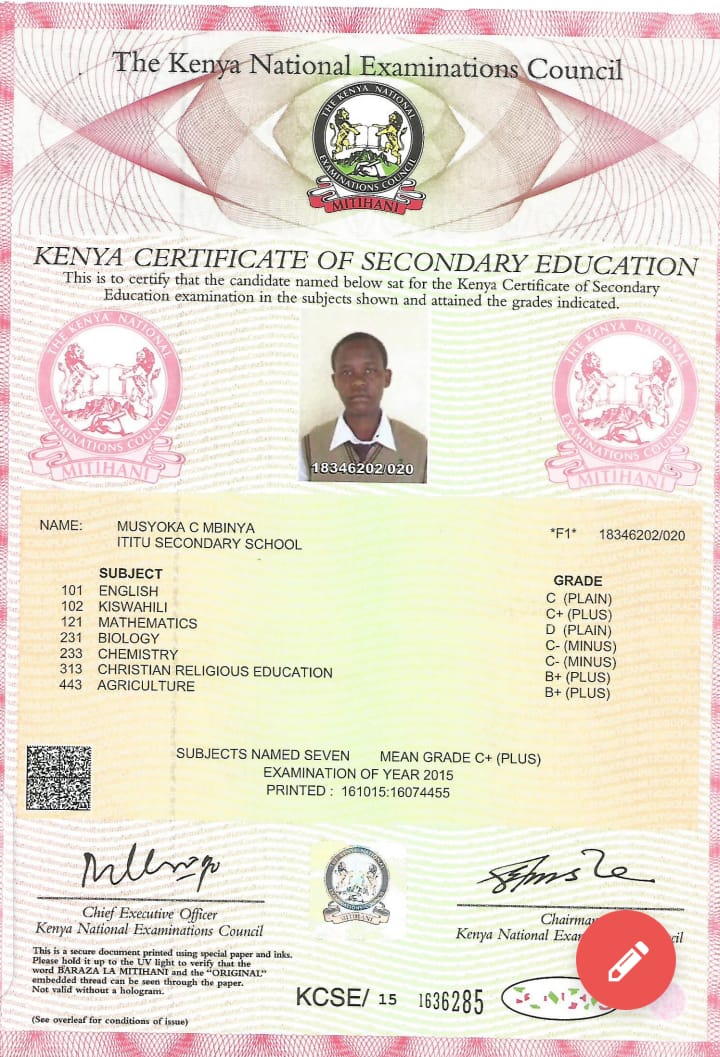 The Kenya National Examinations Council
THE KENYA NATIONAL
EXAMINATIONS COUNCIL
MITIHANI
KENYA CERTIFICATE OF SECONDARY EDUCATION
This is to certify that the candidate named below sat for the Kenya Certificate of Secondary
Education examination in the subjects shown and attained the grades indicated.
THE KENYA NATIONAL
EXAMINATIONS COUNCIL
MITIHANI
THE KENYA NATIONAL
EXAMINATIONS COUNCIL
MITIHANI
18346202/020
NAME: MUSYOKA C MBINYA *F1* 18346202/020
ITITU SECONDARY SCHOOL
SUBJECT GRADE
101 ENGLISH C (PLAIN)
102 KISWAHILI C+ (PLUS)
121 MATHEMATICS D (PLAIN)
231 BIOLOGY C- (MINUS)
233 CHEMISTRY C- (MINUS)
313 CHRISTIAN RELIGIOUS EDUCATION B+ (PLUS)
443 AGRICULTURE B+ (PLUS)
SUBJECTS NAMED SEVEN MEAN GRADE C+ (PLUS)
EXAMINATION OF YEAR 2015
PRINTED : 161015:16074455
Chief Executive Officer
Kenya National Examinations Council
Chairman
Kenya National Exam
THE KENYA NATIONAL
EXAMINATIONS COUNCIL
MITIHANI
This is a secure document printed using special paper and inks.
Please hold it up to the UV light to verify that the
word BARAZA LA MITIHANI and the "ORIGINAL"
embedded thread can be seen through the paper.
Not valid without a hologram.
KCSE/ 15 1636285
(See overleaf for conditions of issue)